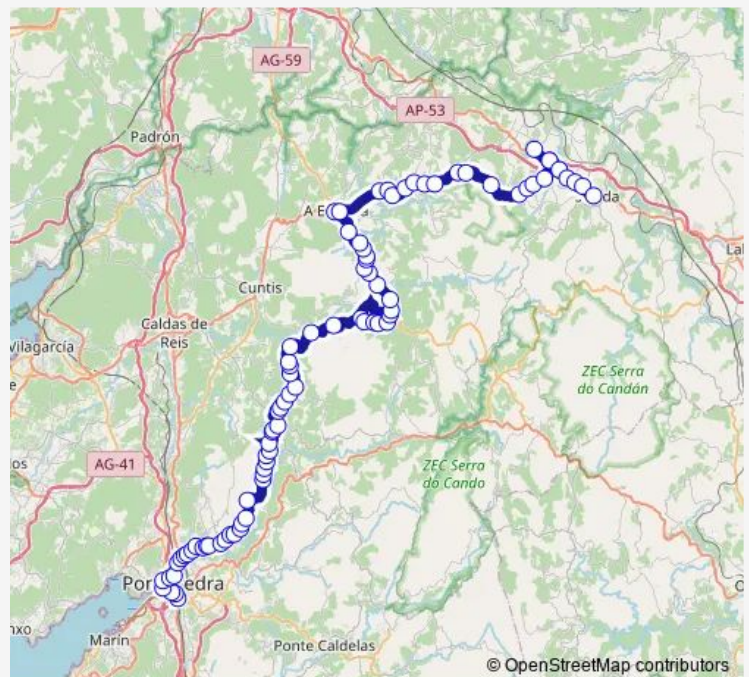 AG-59
AP-53
Padrón
Cuntis
Caldas de
Reis
Vilagarcía
ZEC Serra
do Candán
AG-41
ZEC Serra
do Cando
Marín
Ponte Caldelas
© OpenStreetMap contributors